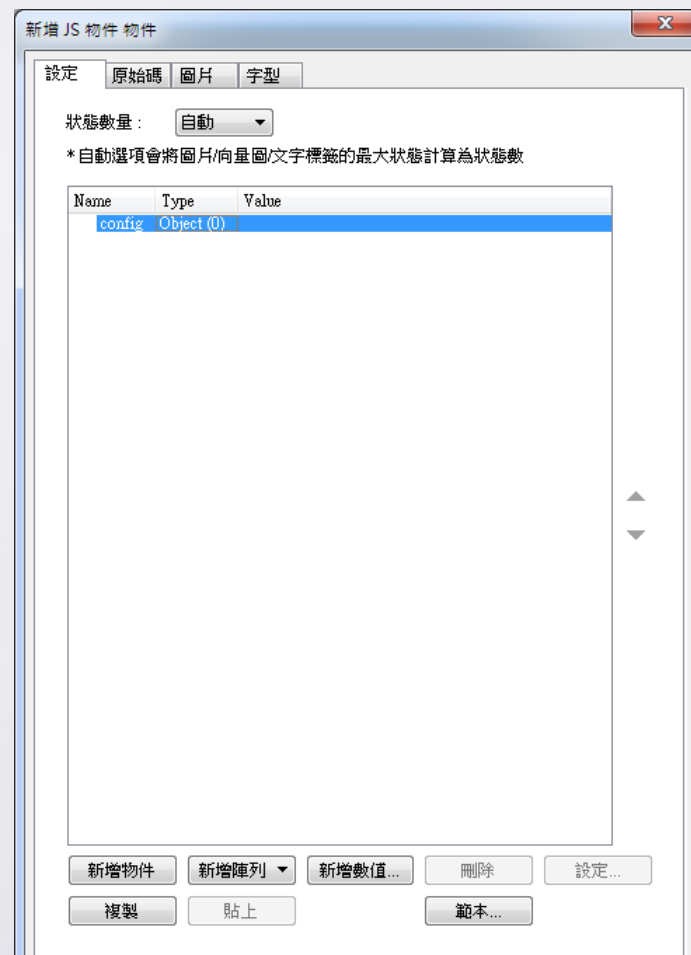 新增 JS 物件 物件
設定 原始碼 圖片 字型
狀態數量： 自動
*自動選項會將圖片/向量圖/文字標籤的最大狀態計算為狀態數
Name Type Value
config Object (0)
新增物件 新增陣列 新增數值... 刪除 設定...
複製 貼上 範本...